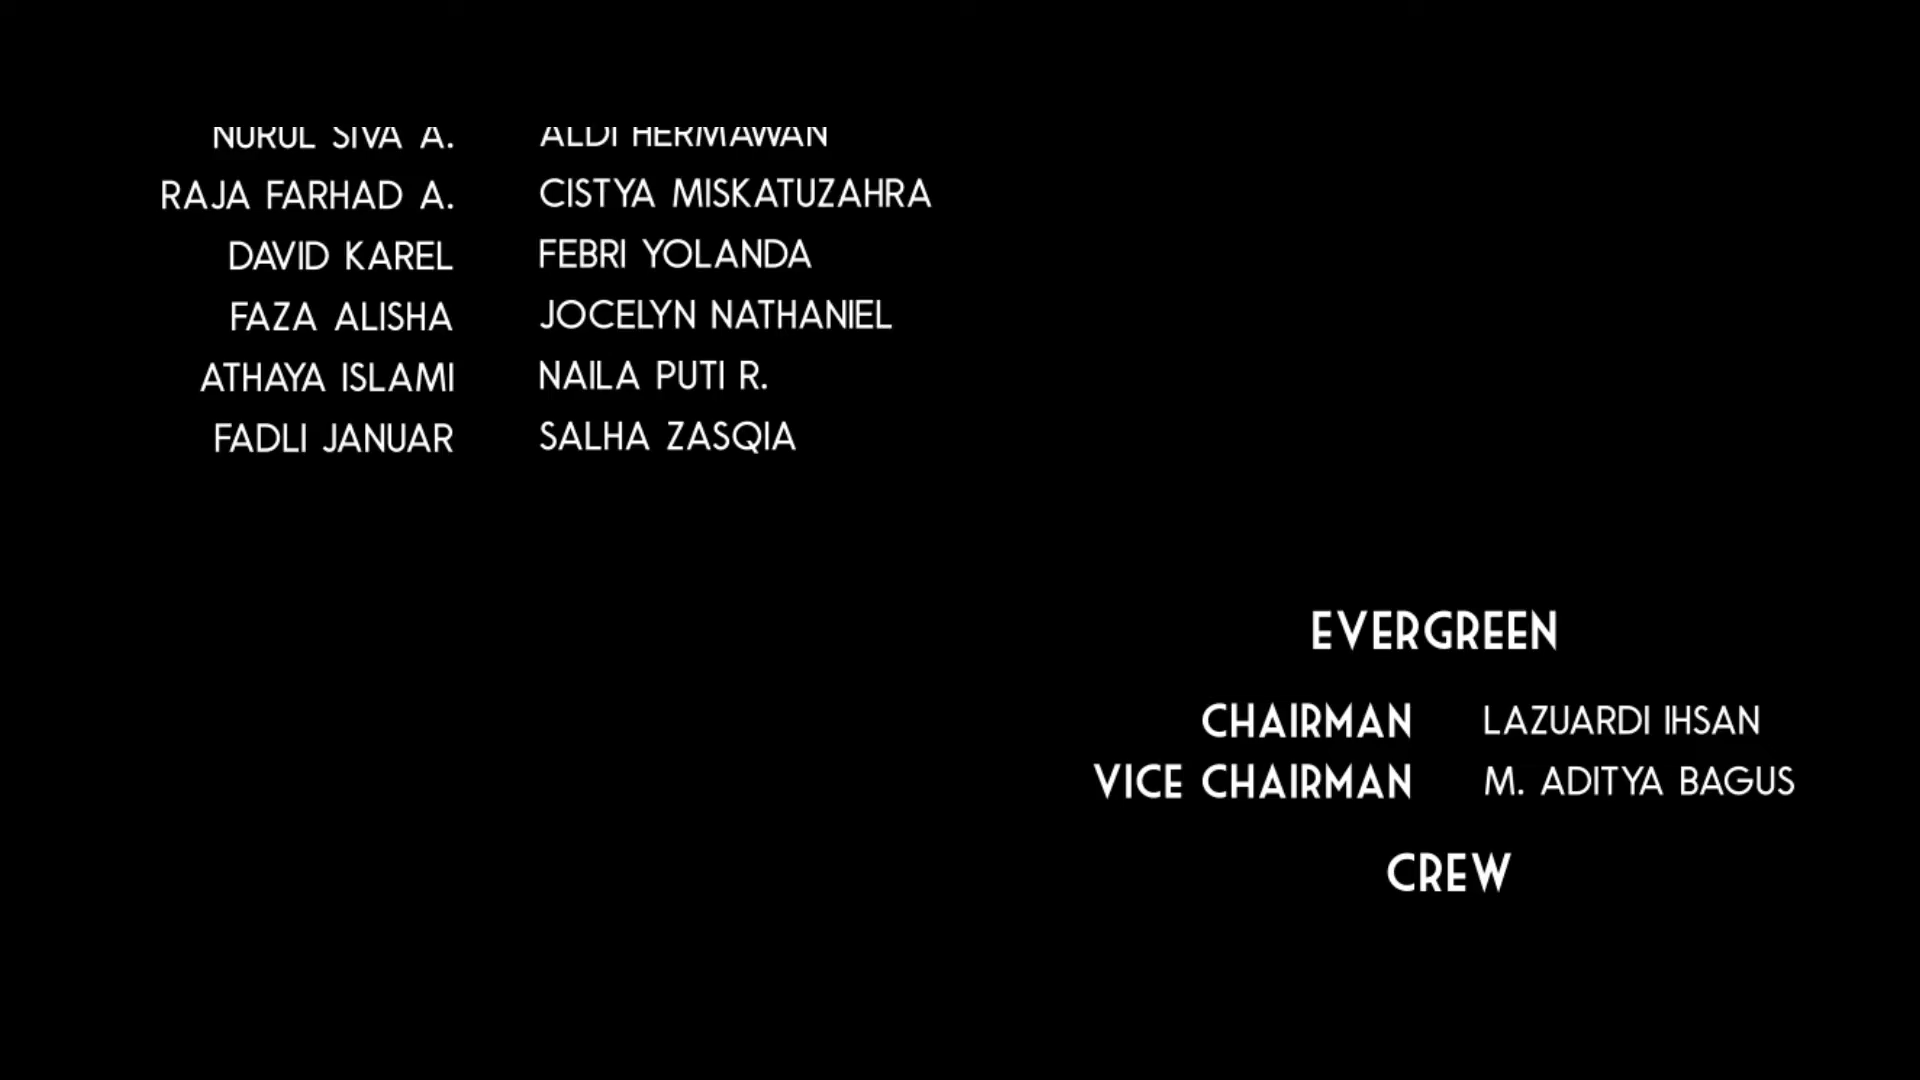 NURUL SIVA A. ALDI HERMAWAN
RAJA FARHAD A. CISTYA MISKATUZAHRA
DAVID KAREL FEBRI YOLANDA
FAZA ALISHA JOCELYN NATHANIEL
ATHAYA ISLAMI NAILA PUTI R.
FADLI JANUAR SALHA ZASQIA
EVERGREEN
CHAIRMAN LAZUARDI IHSAN
VICE CHAIRMAN M. ADITYA BAGUS
CREW